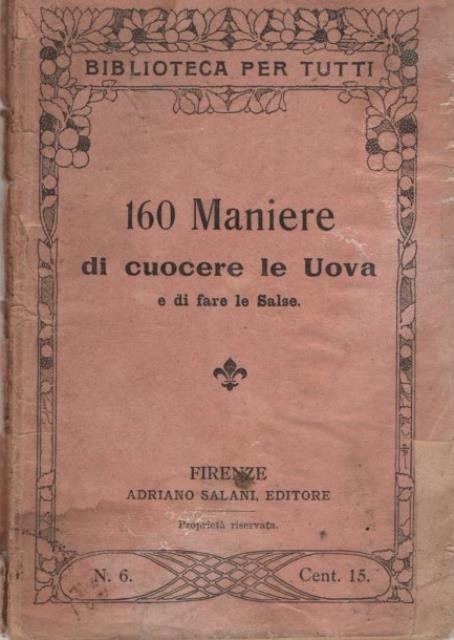 BIBLIOTECA PER TUTTI
160 Maniere
di cuocere le Uova
e di fare le Salse.
FIRENZE
ADRIANO SALANI, EDITORE
Proprietà riservata.
N. 6.
Cent. 15.